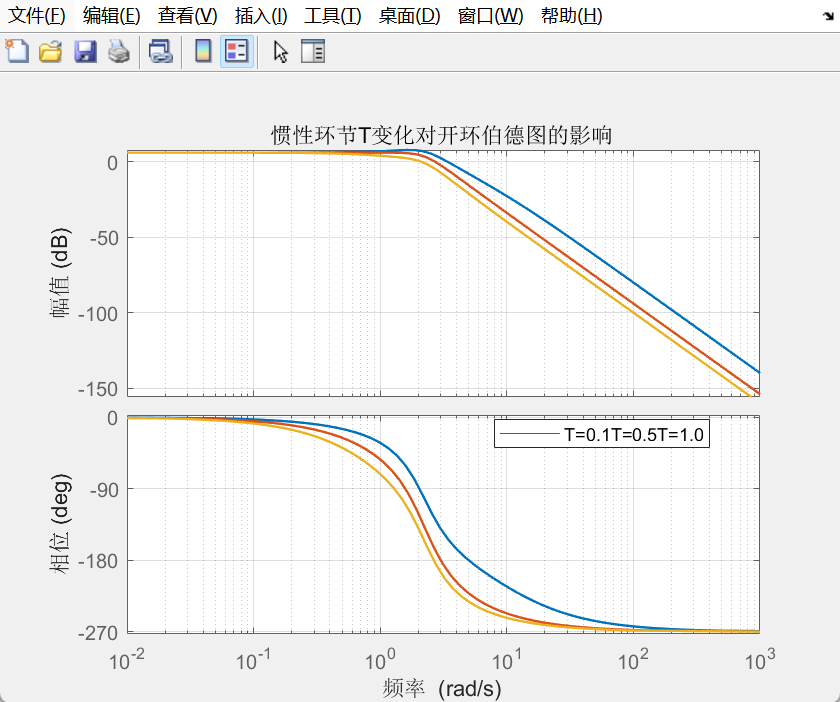 文件(F) 编辑(E) 查看(V) 插入(I) 工具(T) 桌面(D) 窗口(W) 帮助(H)
惯性环节T变化对开环伯德图的影响
幅值 (dB)
0
-50
-100
-150
相位 (deg)
0
-90
-180
-270
T=0.1T=0.5T=1.0
10^-2 10^-1 10^0 10^1 10^2 10^3
频率 (rad/s)